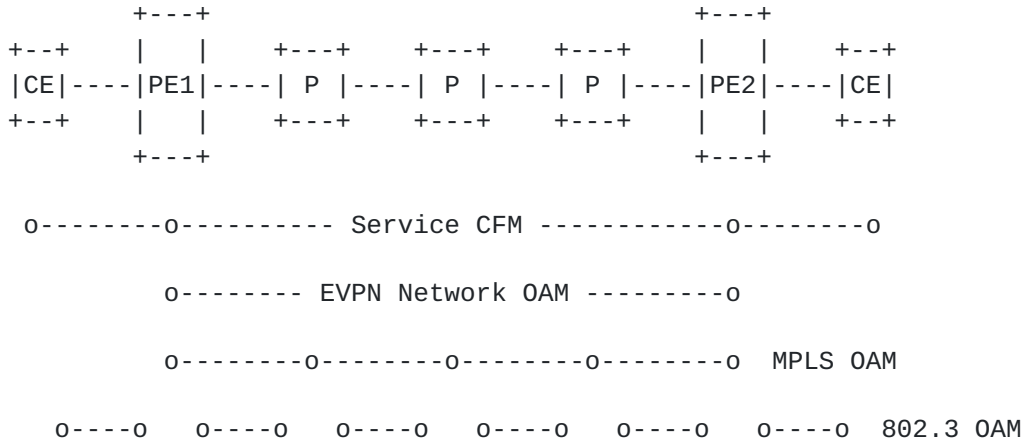 CE PE1 P P P PE2 CE
Service CFM
EVPN Network OAM
MPLS OAM
802.3 OAM